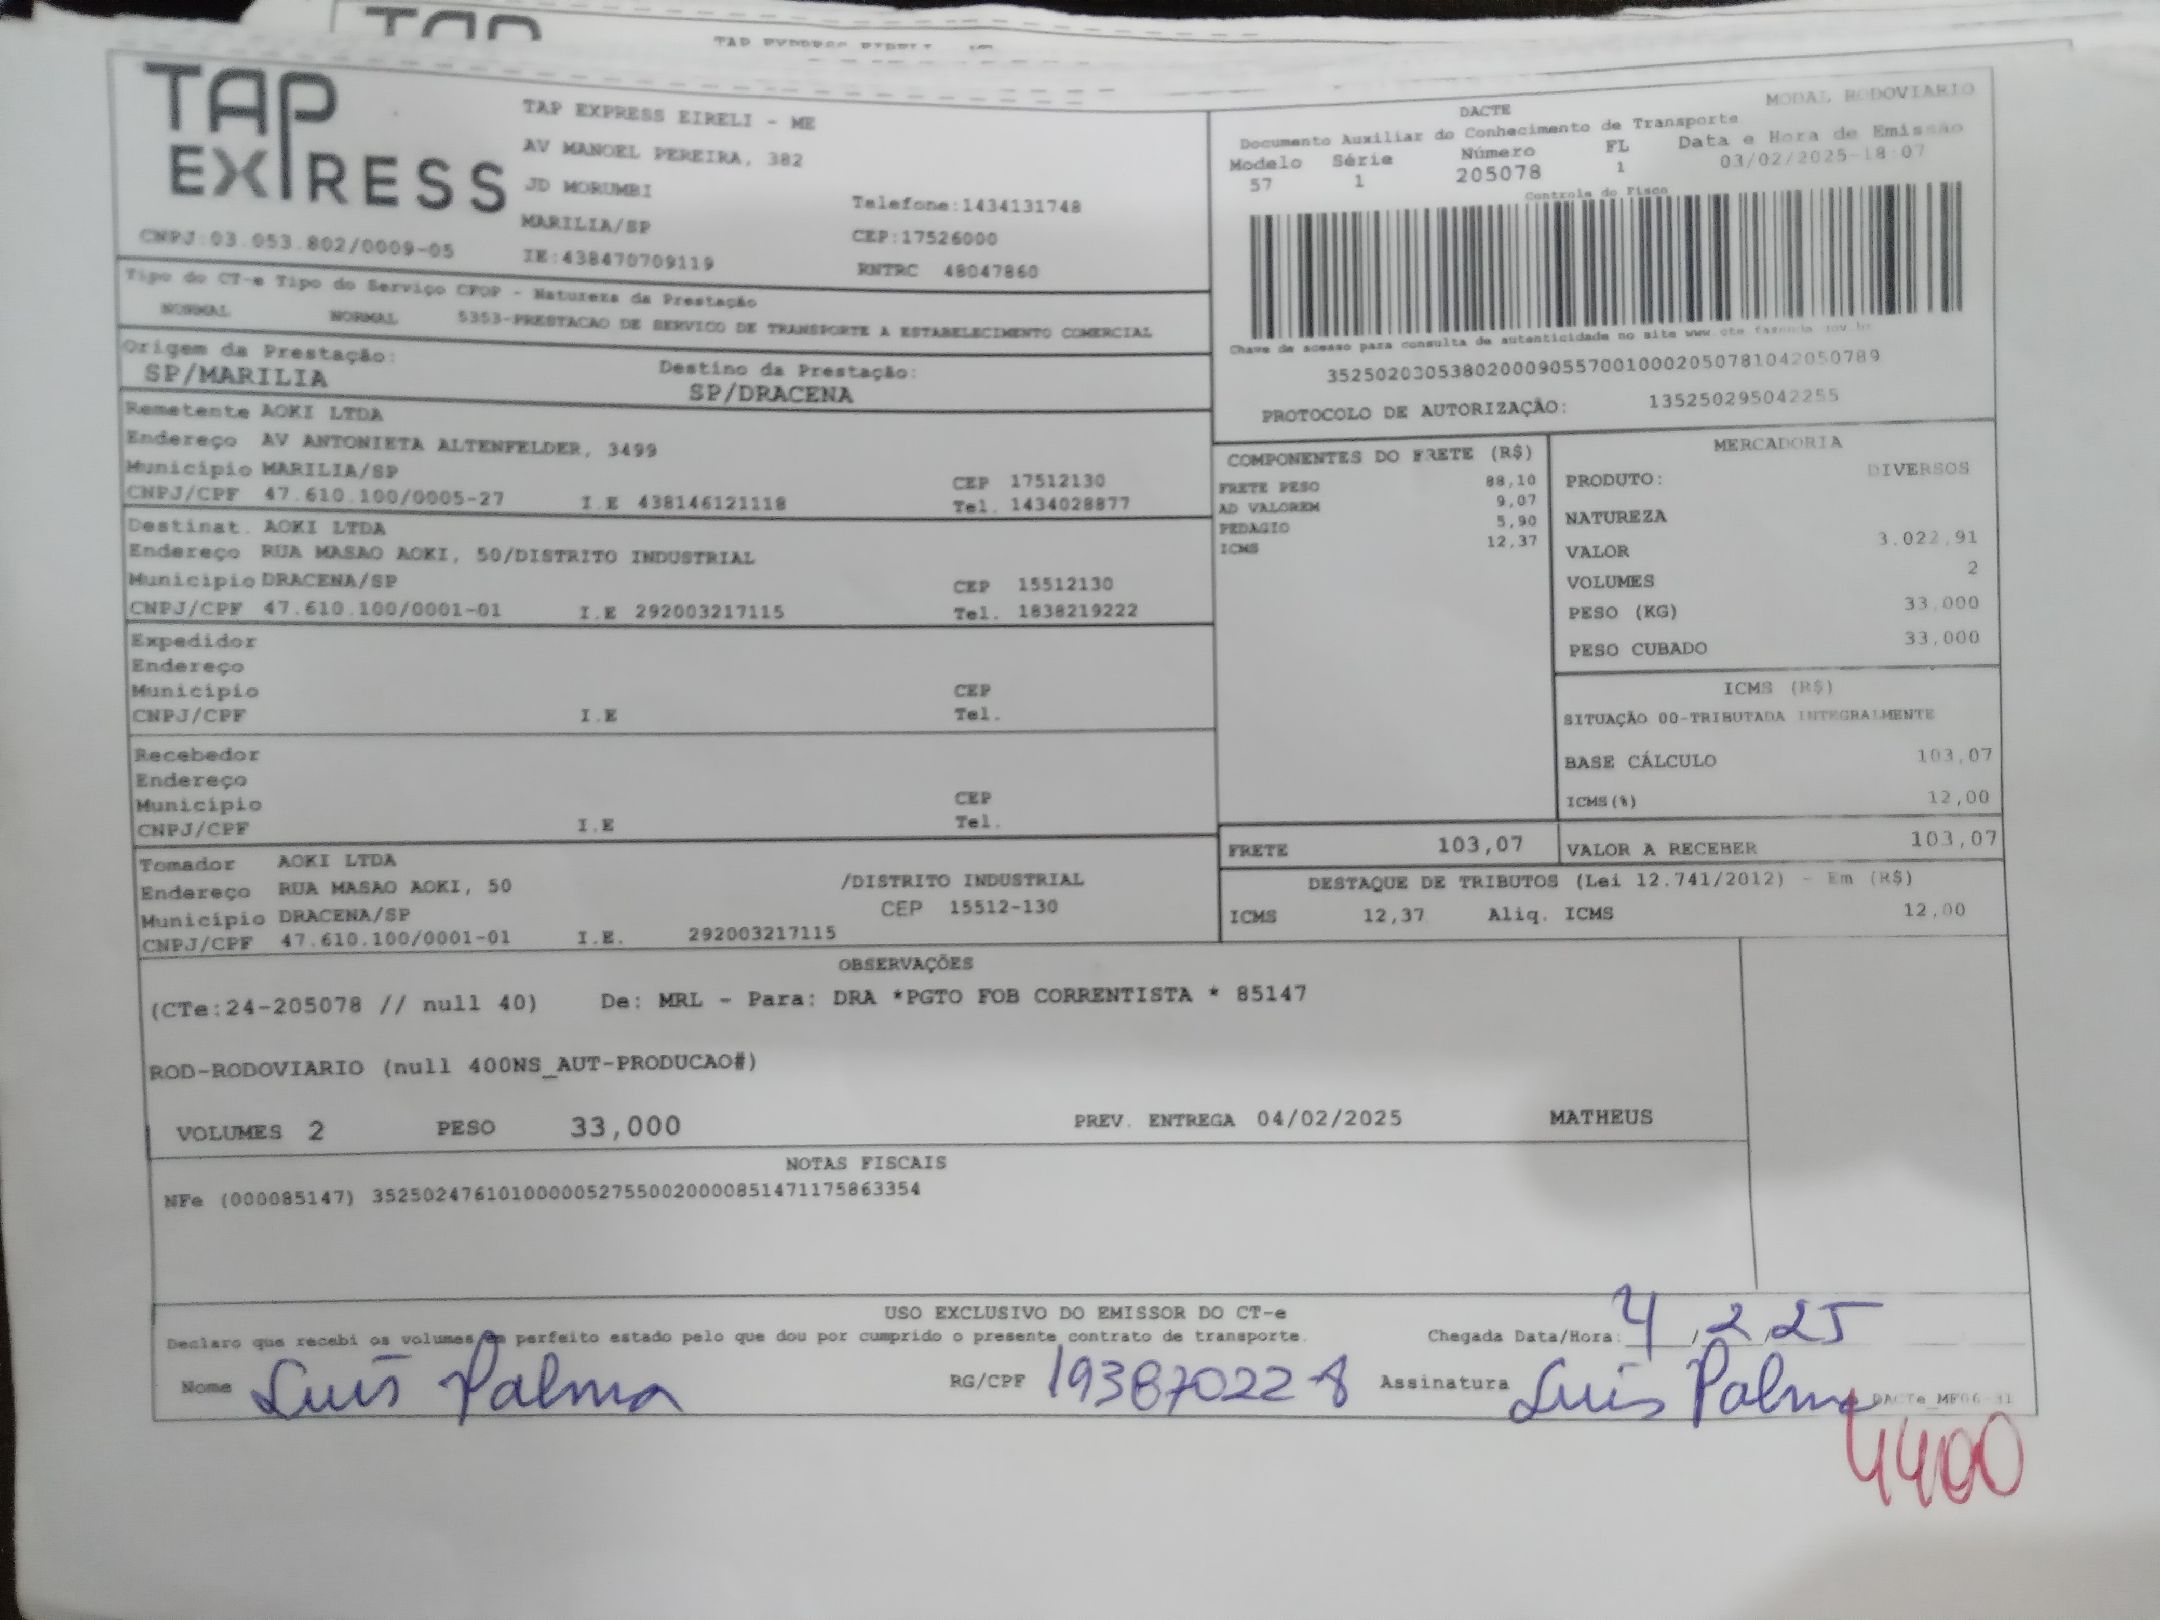 TAP
TAP EXPRESS EIRELI
TAP
EXPRESS
CNPJ:03.053.802/0009-05
TAP EXPRESS EIRELI - ME
AV MANOEL PEREIRA, 382
JD MORUMBI
MARILIA/SP
IE:438470709119
Telefone:1434131748
CEP:17526000
RNTRC 48047860
DACTE
MODAL RODOVIARIO
Documento Auxiliar do Conhecimento de Transporte
Modelo Série Número FL Data e Hora de Emissão
57 1 205078 1 03/02/2025-18:07
Controle do Fisco
Chave de acesso para consulta de autenticidade no site www.cte.fazenda.gov.br
35250203053802000905570010002050781042050789
PROTOCOLO DE AUTORIZAÇÃO: 135250295042255
Tipo do CT-e Tipo do Serviço CFOP - Natureza da Prestação
NORMAL NORMAL 5353-PRESTACAO DE SERVICO DE TRANSPORTE A ESTABELECIMENTO COMERCIAL
Origem da Prestação: Destino da Prestação:
SP/MARILIA SP/DRACENA
Remetente AOKI LTDA
Endereço AV ANTONIETA ALTENFELDER, 3499
Municipio MARILIA/SP CEP 17512130
CNPJ/CPF 47.610.100/0005-27 I.E 438146121118 Tel. 1434028877
Destinat. AOKI LTDA
Endereço RUA MASAO AOKI, 50/DISTRITO INDUSTRIAL
Municipio DRACENA/SP CEP 15512130
CNPJ/CPF 47.610.100/0001-01 I.E 292003217115 Tel. 1838219222
Expedidor
Endereço
Município CEP
CNPJ/CPF I.E Tel.
Recebedor
Endereço
Município CEP
CNPJ/CPF I.E Tel.
Tomador AOKI LTDA
Endereço RUA MASAO AOKI, 50 /DISTRITO INDUSTRIAL
Município DRACENA/SP CEP 15512-130
CNPJ/CPF 47.610.100/0001-01 I.E. 292003217115
COMPONENTES DO FRETE (R$)
FRETE PESO 88,10
AD VALOREM 9,07
PEDAGIO 5,90
ICMS 12,37
FRETE 103,07
MERCADORIA
PRODUTO: DIVERSOS
NATUREZA
VALOR 3.022,91
VOLUMES 2
PESO (KG) 33,000
PESO CUBADO 33,000
ICMS (R$)
SITUAÇÃO 00-TRIBUTADA INTEGRALMENTE
BASE CÁLCULO 103,07
ICMS(%) 12,00
VALOR A RECEBER 103,07
DESTAQUE DE TRIBUTOS (Lei 12.741/2012) - Em (R$)
ICMS 12,37 Aliq. ICMS 12,00
OBSERVAÇÕES
(CTe:24-205078 // null 40) De: MRL - Para: DRA *PGTO FOB CORRENTISTA * 85147
ROD-RODOVIARIO (null 400NS_AUT-PRODUCAO#)
VOLUMES 2 PESO 33,000 PREV. ENTREGA 04/02/2025 MATHEUS
NOTAS FISCAIS
NFe (000085147) 35250247610100000527550020000851471175863354
USO EXCLUSIVO DO EMISSOR DO CT-e
Declaro que recebi os volumes em perfeito estado pelo que dou por cumprido o presente contrato de transporte. Chegada Data/Hora: 4 / 2 / 25
Nome Luis Palma RG/CPF 19387022-8 Assinatura Luis Palma
DACTe_MF06-31
4400